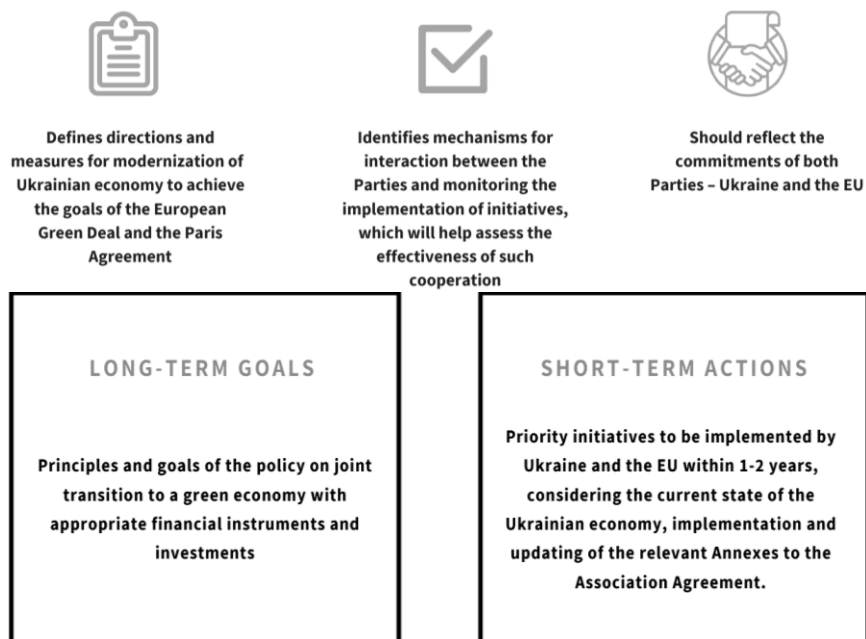 Defines directions and
measures for modernization of
Ukrainian economy to achieve
the goals of the European
Green Deal and the Paris
Agreement
Identifies mechanisms for
interaction between the
Parties and monitoring the
implementation of initiatives,
which will help assess the
effectiveness of such
cooperation
Should reflect the
commitments of both
Parties – Ukraine and the EU
LONG-TERM GOALS
Principles and goals of the policy on joint
transition to a green economy with
appropriate financial instruments and
investments
SHORT-TERM ACTIONS
Priority initiatives to be implemented by
Ukraine and the EU within 1-2 years,
considering the current state of the
Ukrainian economy, implementation and
updating of the relevant Annexes to the
Association Agreement.